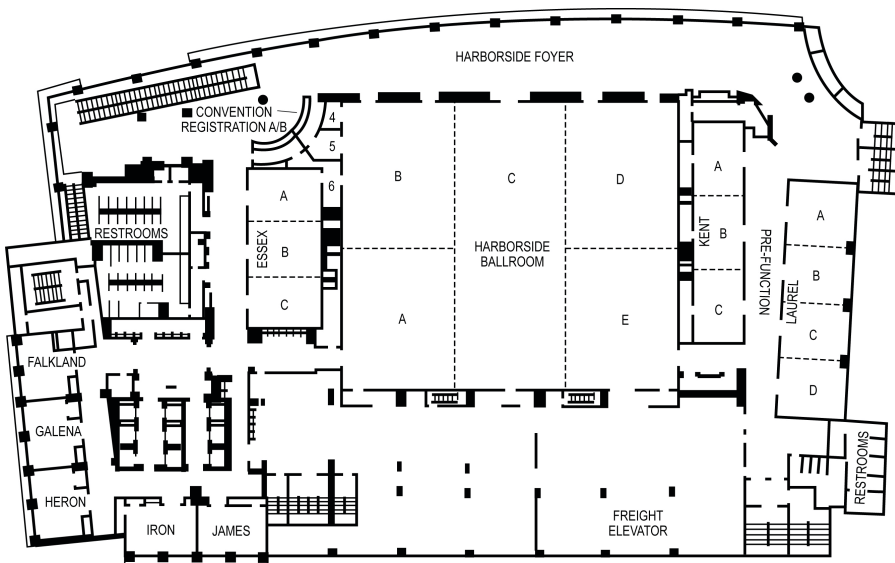 HARBORSIDE FOYER
CONVENTION
REGISTRATION A/B
4
5
6
B
C
D
A
B
C
ESSEX
RESTROOMS
HARBORSIDE
BALLROOM
A
E
A
B
C
KENT
PRE-FUNCTION
LAUREL
A
B
C
D
FALKLAND
GALENA
HERON
IRON
JAMES
FREIGHT
ELEVATOR
RESTROOMS